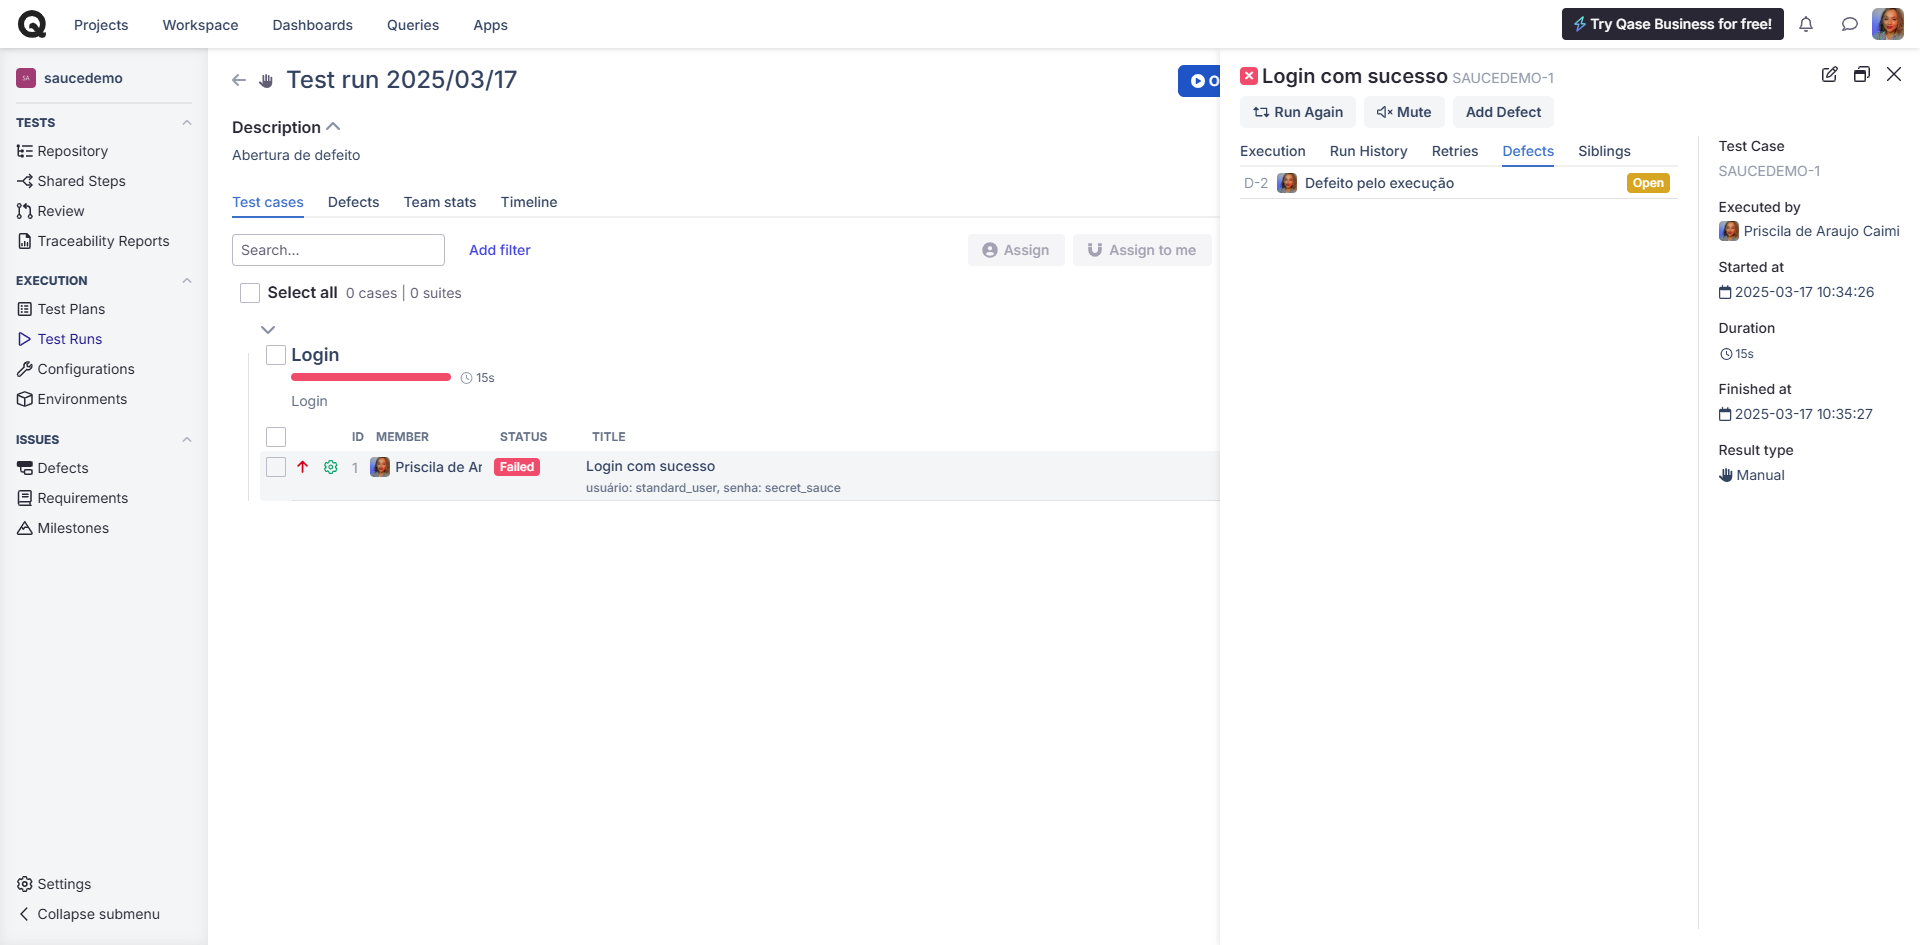 Projects
Workspace
Dashboards
Queries
Apps
Try Qase Business for free!
SA saucedemo
TESTS
Repository
Shared Steps
Review
Traceability Reports
EXECUTION
Test Plans
Test Runs
Configurations
Environments
ISSUES
Defects
Requirements
Milestones
Settings
Collapse submenu
Test run 2025/03/17
Description
Abertura de defeito
Test cases
Defects
Team stats
Timeline
Search...
Add filter
Assign
Assign to me
Select all 0 cases | 0 suites
Login
15s
Login
ID MEMBER STATUS TITLE
1 Priscila de Ar Failed Login com sucesso
usuário: standard_user, senha: secret_sauce
Login com sucesso SAUCEDEMO-1
Run Again
Mute
Add Defect
Execution
Run History
Retries
Defects
Siblings
D-2 Defeito pelo execução Open
Test Case
SAUCEDEMO-1
Executed by
Priscila de Araujo Caimi
Started at
2025-03-17 10:34:26
Duration
15s
Finished at
2025-03-17 10:35:27
Result type
Manual